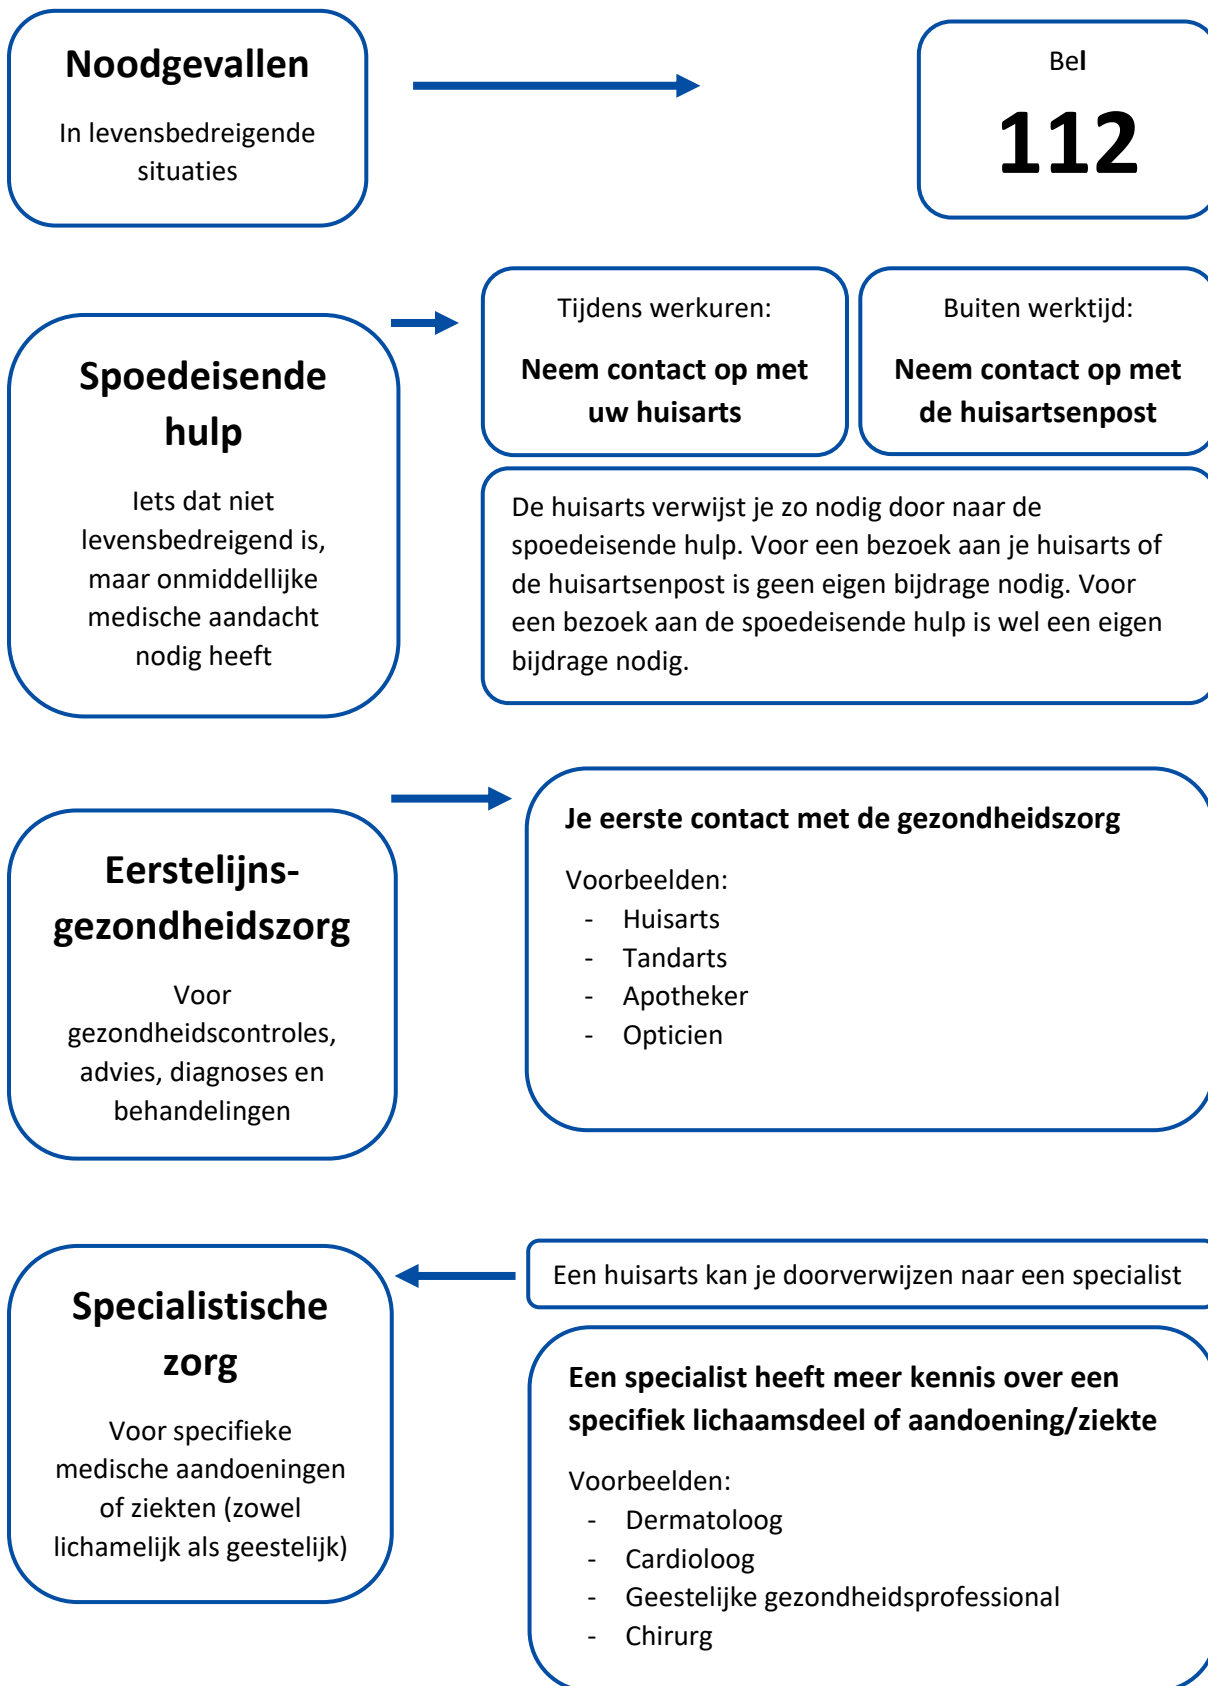 Noodgevallen
In levensbedreigende
situaties
Bel
112
Spoedeisende
hulp
Iets dat niet
levensbedreigend is,
maar onmiddellijke
medische aandacht
nodig heeft
Tijdens werkuren:
Neem contact op met
uw huisarts
Buiten werktijd:
Neem contact op met
de huisartsenpost
De huisarts verwijst je zo nodig door naar de
spoedeisende hulp. Voor een bezoek aan je huisarts of
de huisartsenpost is geen eigen bijdrage nodig. Voor
een bezoek aan de spoedeisende hulp is wel een eigen
bijdrage nodig.
Eerstelijns-
gezondheidszorg
Voor
gezondheidscontroles,
advies, diagnoses en
behandelingen
Je eerste contact met de gezondheidszorg
Voorbeelden:
- Huisarts
- Tandarts
- Apotheker
- Opticien
Specialistische
zorg
Voor specifieke
medische aandoeningen
of ziekten (zowel
lichamelijk als geestelijk)
Een huisarts kan je doorverwijzen naar een specialist
Een specialist heeft meer kennis over een
specifiek lichaamsdeel of aandoening/ziekte
Voorbeelden:
- Dermatoloog
- Cardioloog
- Geestelijke gezondheidsprofessional
- Chirurg